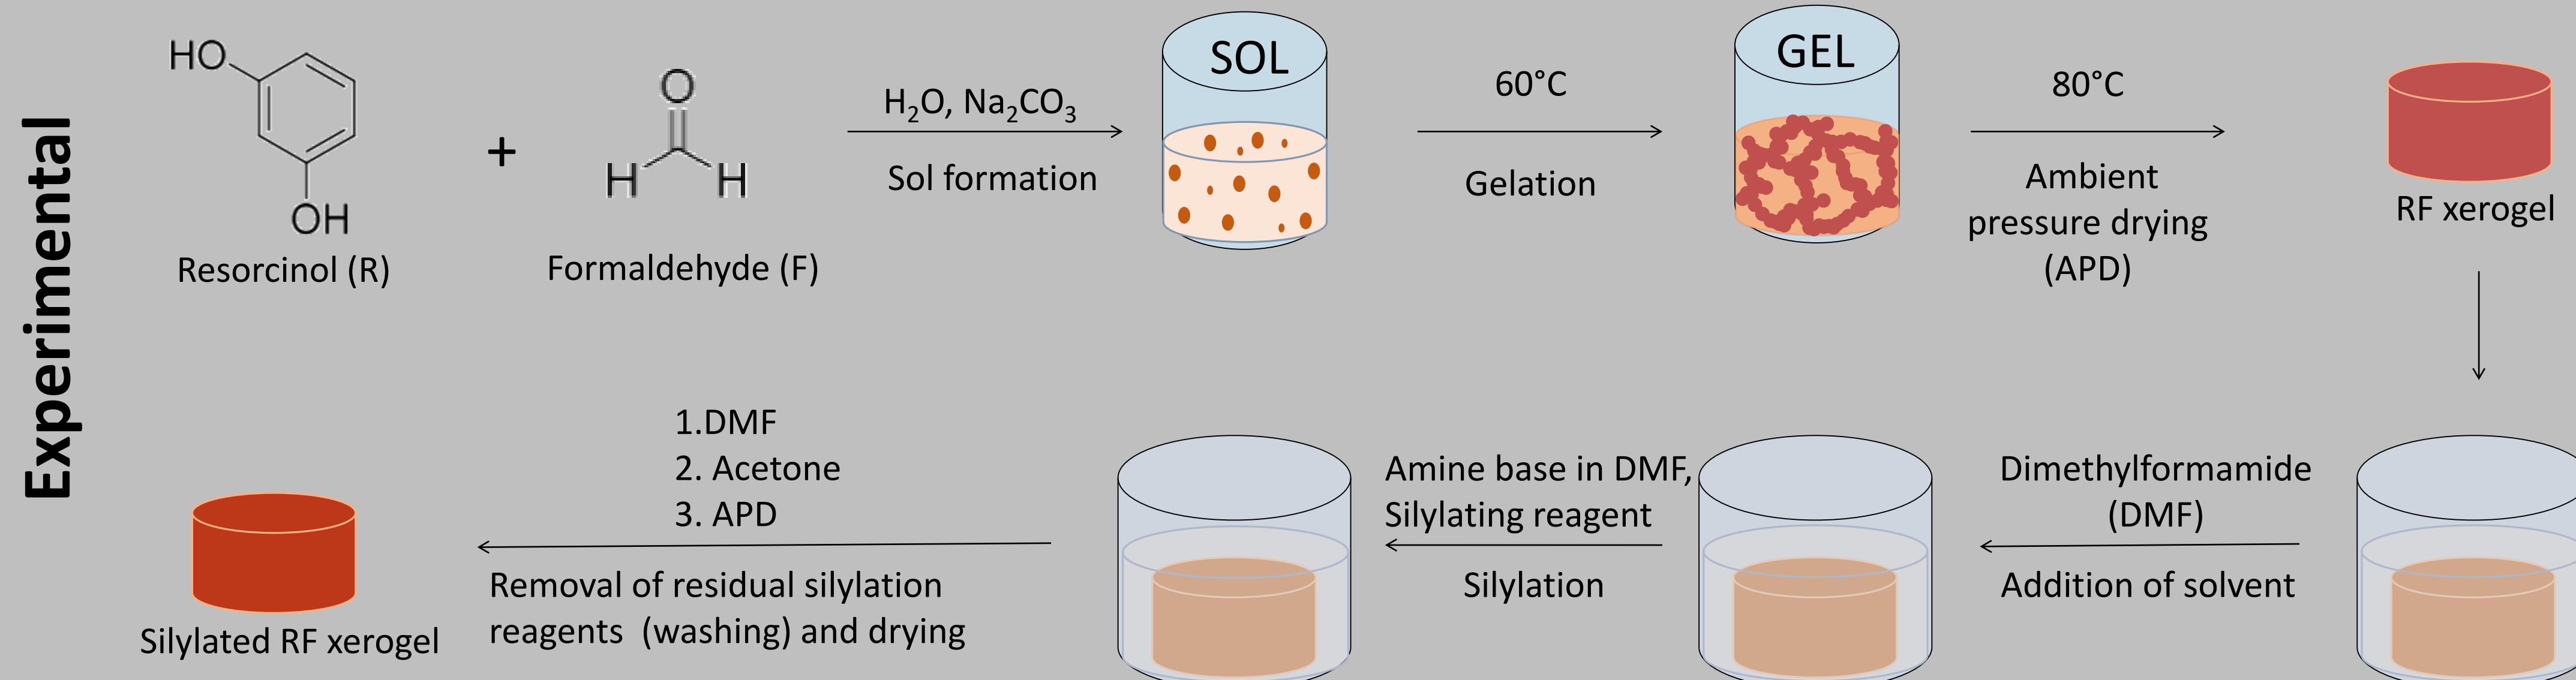 Experimental
HO
OH
Resorcinol (R)
+
O
H H
Formaldehyde (F)
H₂O, Na₂CO₃
Sol formation
SOL
60°C
Gelation
GEL
80°C
Ambient
pressure drying
(APD)
RF xerogel
Dimethylformamide
(DMF)
Addition of solvent
Amine base in DMF,
Silylating reagent
Silylation
1.DMF
2. Acetone
3. APD
Removal of residual silylation
reagents (washing) and drying
Silylated RF xerogel